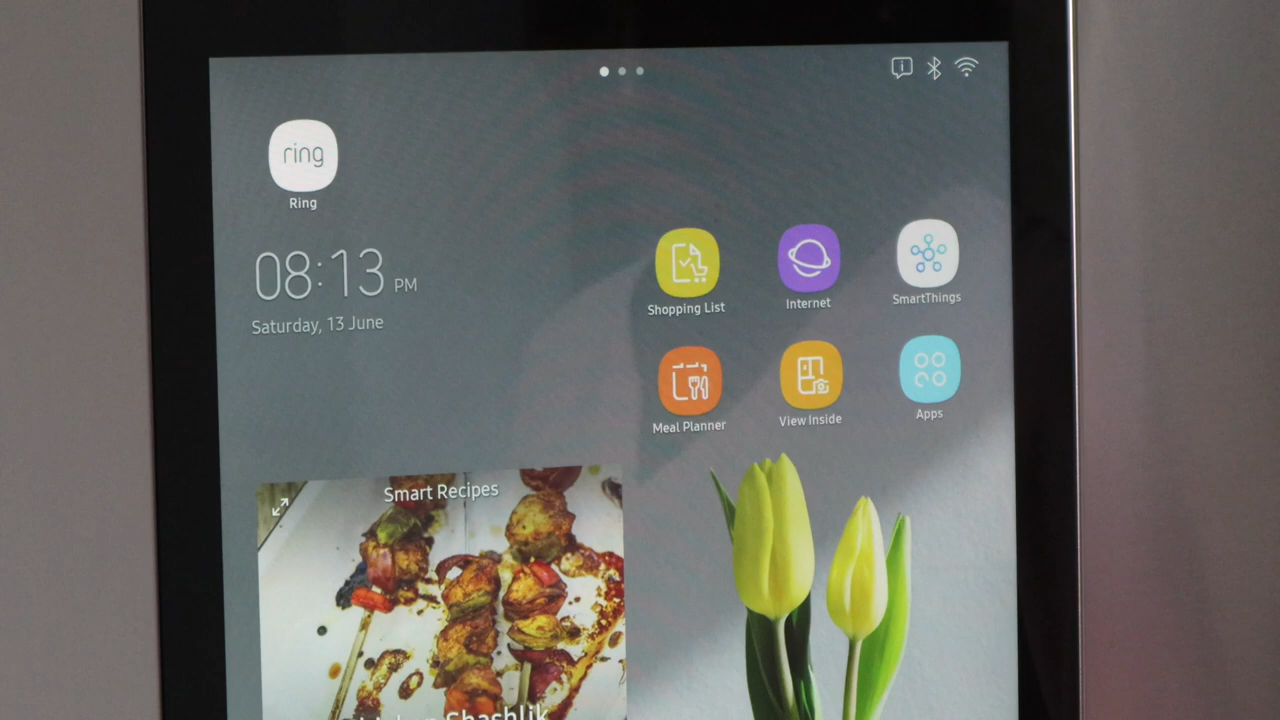 ring
Ring
08:13 PM
Saturday, 13 June
Shopping List
Internet
SmartThings
Meal Planner
View Inside
Apps
Smart Recipes
Shashlik